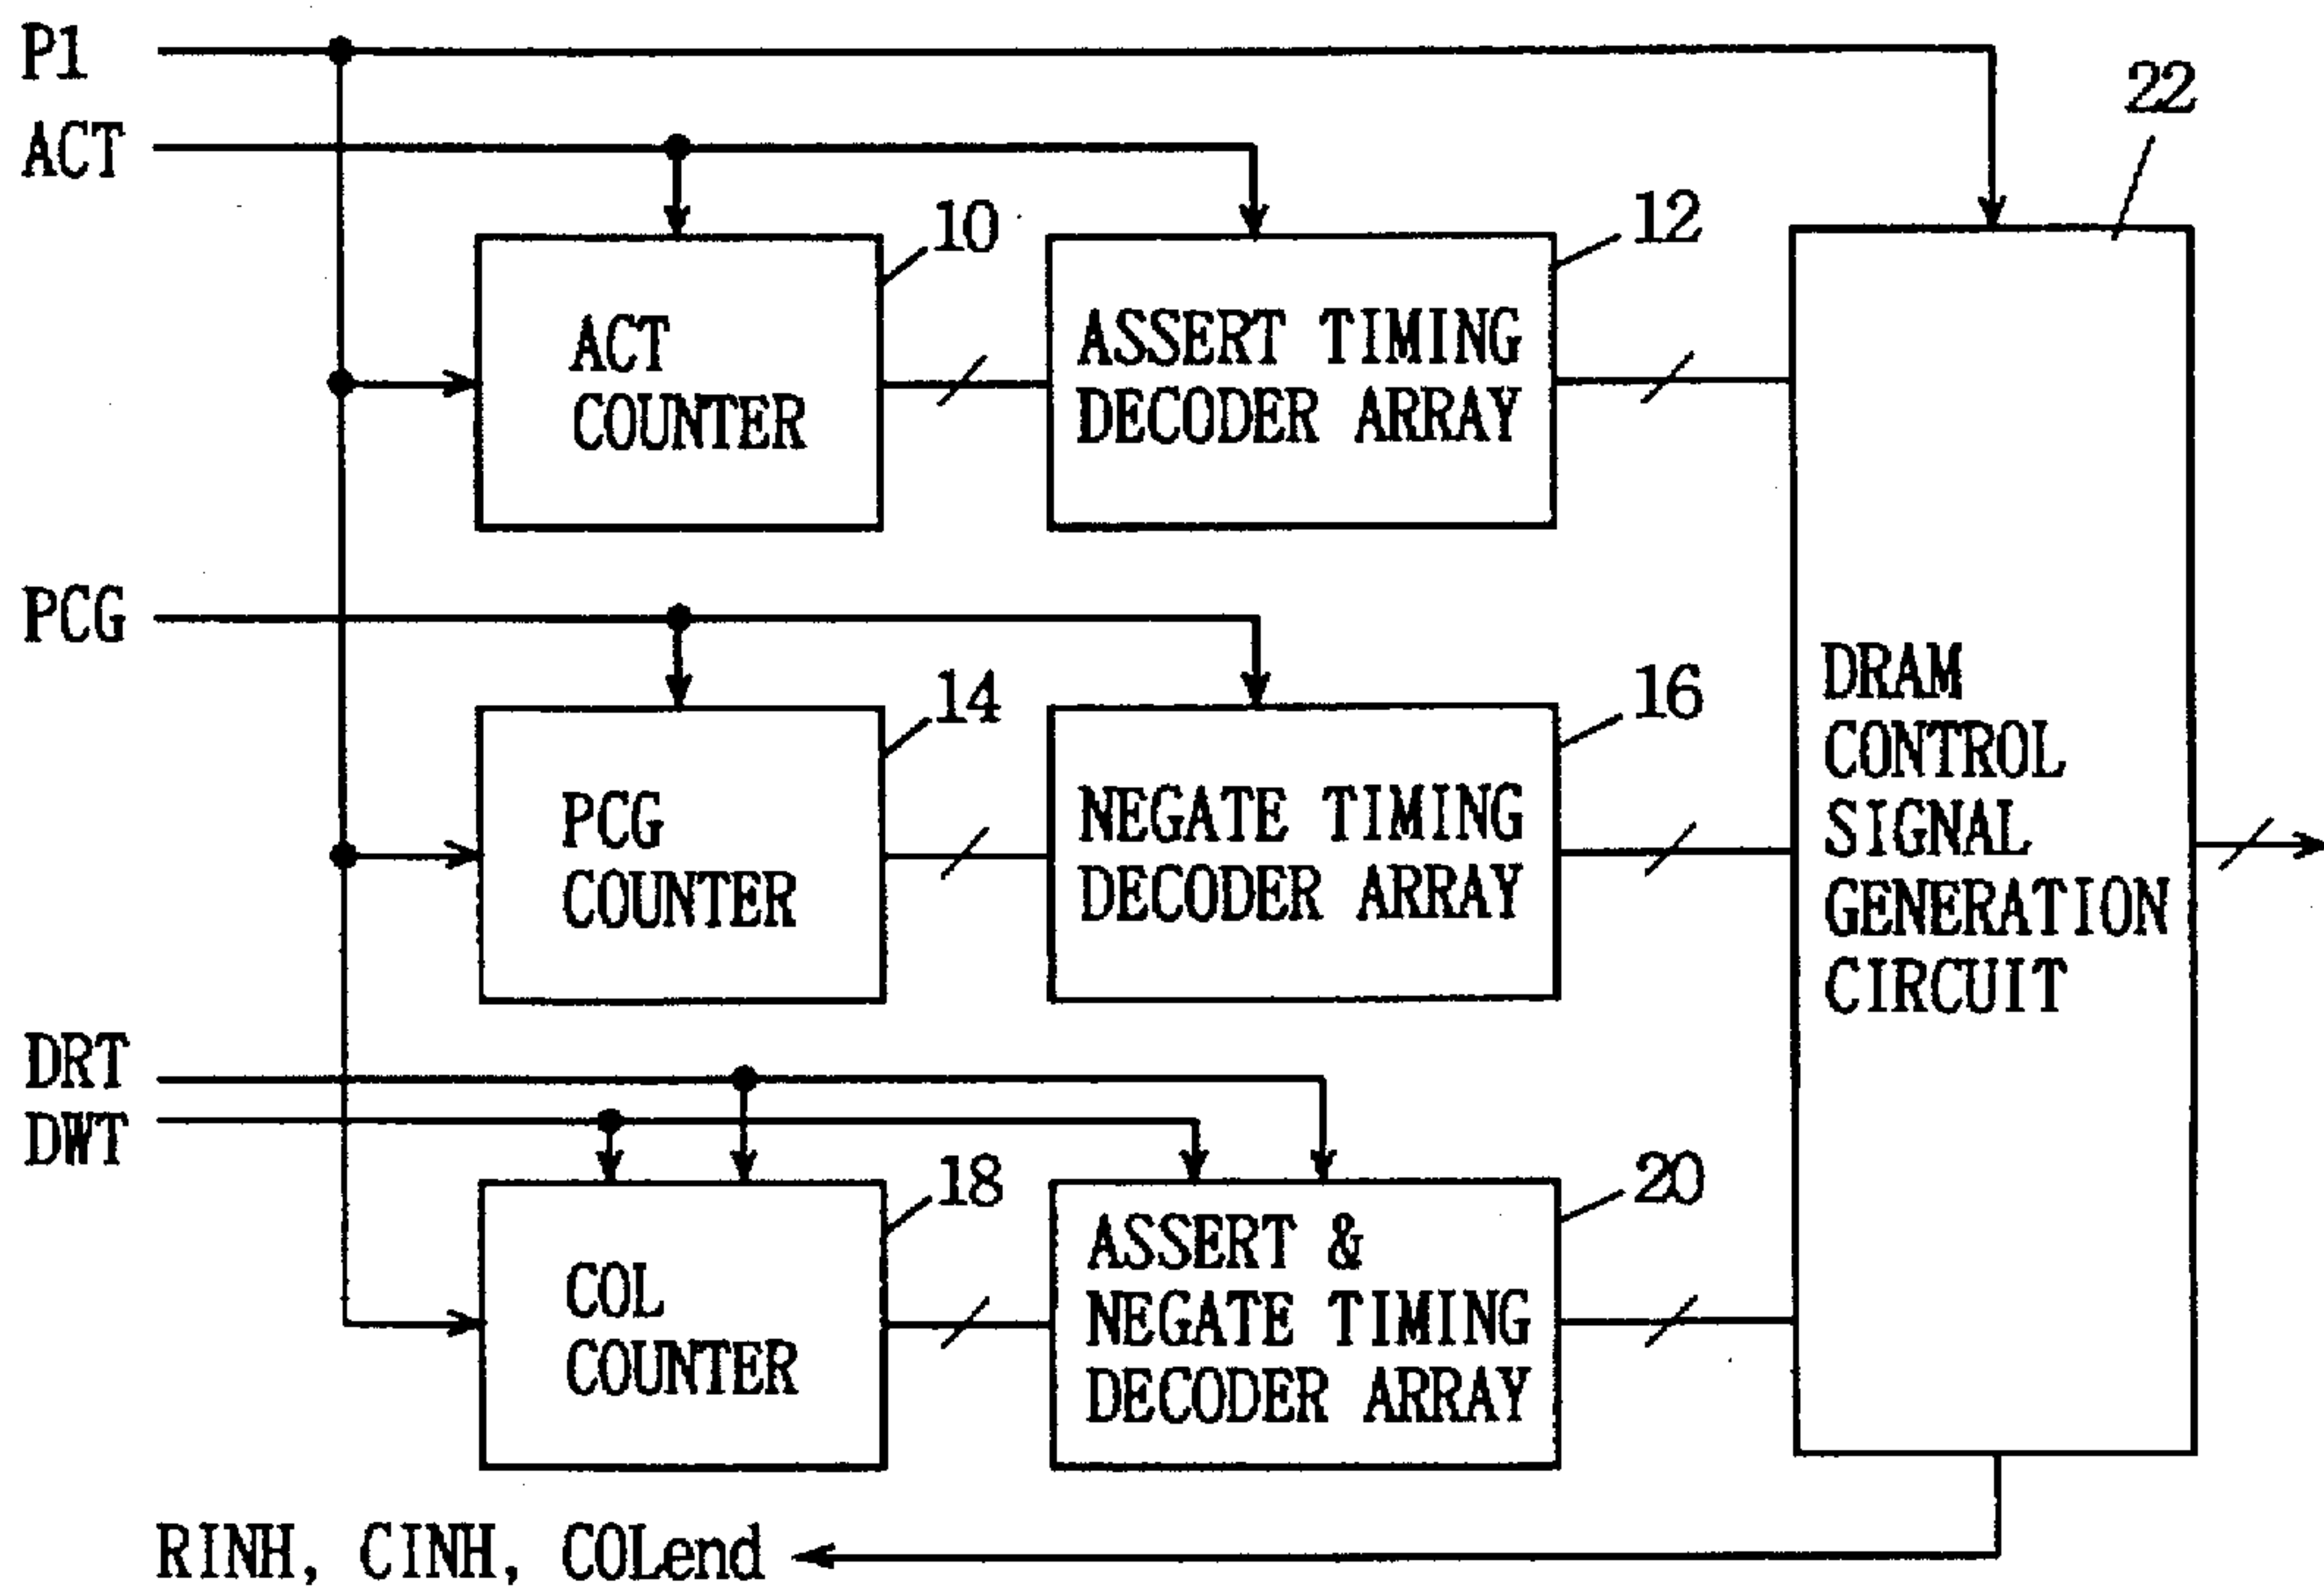 P1
22
ACT
10
12
ACT
COUNTER
ASSERT TIMING
DECODER ARRAY
PCG
14
16
PCG
COUNTER
NEGATE TIMING
DECODER ARRAY
DRAM
CONTROL
SIGNAL
GENERATION
CIRCUIT
DRT
DWT
18
20
COL
COUNTER
ASSERT &
NEGATE TIMING
DECODER ARRAY
RINH, CINH, COLend